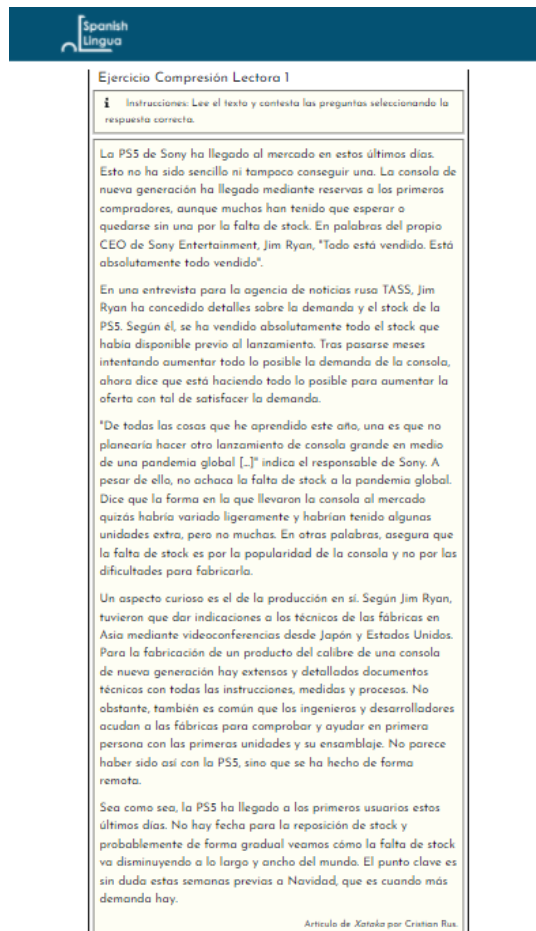 Spanish
Lingua
Ejercicio Compresión Lectora 1
i Instrucciones: Lee el texto y contesta las preguntas seleccionando la
respuesta correcta.
La PS5 de Sony ha llegado al mercado en estos últimos días.
Esto no ha sido sencillo ni tampoco conseguir una. La consola de
nueva generación ha llegado mediante reservas a los primeros
compradores, aunque muchos han tenido que esperar o
quedarse sin una por la falta de stock. En palabras del propio
CEO de Sony Entertainment, Jim Ryan, "Todo está vendido. Está
absolutamente todo vendido".
En una entrevista para la agencia de noticias rusa TASS, Jim
Ryan ha concedido detalles sobre la demanda y el stock de la
PS5. Según él, se ha vendido absolutamente todo el stock que
había disponible previo al lanzamiento. Tras pasarse meses
intentando aumentar todo lo posible la demanda de la consola,
ahora dice que está haciendo todo lo posible para aumentar la
oferta con tal de satisfacer la demanda.
"De todas las cosas que he aprendido este año, una es que no
planearía hacer otro lanzamiento de consola grande en medio
de una pandemia global [...]" indica el responsable de Sony. A
pesar de ello, no achaca la falta de stock a la pandemia global.
Dice que la forma en la que llevaron la consola al mercado
quizás habría variado ligeramente y habrían tenido algunas
unidades extra, pero no muchas. En otras palabras, asegura que
la falta de stock es por la popularidad de la consola y no por las
dificultades para fabricarla.
Un aspecto curioso es el de la producción en sí. Según Jim Ryan,
tuvieron que dar indicaciones a los técnicos de las fábricas en
Asia mediante videoconferencias desde Japón y Estados Unidos.
Para la fabricación de un producto del calibre de una consola
de nueva generación hay extensos y detallados documentos
técnicos con todas las instrucciones, medidas y procesos. No
obstante, también es común que los ingenieros y desarrolladores
acudan a las fábricas para comprobar y ayudar en primera
persona con las primeras unidades y su ensamblaje. No parece
haber sido así con la PS5, sino que se ha hecho de forma
remota.
Sea como sea, la PS5 ha llegado a los primeros usuarios estos
últimos días. No hay fecha para la reposición de stock y
probablemente de forma gradual veamos cómo la falta de stock
va disminuyendo a lo largo y ancho del mundo. El punto clave es
sin duda estas semanas previas a Navidad, que es cuando más
demanda hay.
Artículo de Xataka por Cristian Rus.